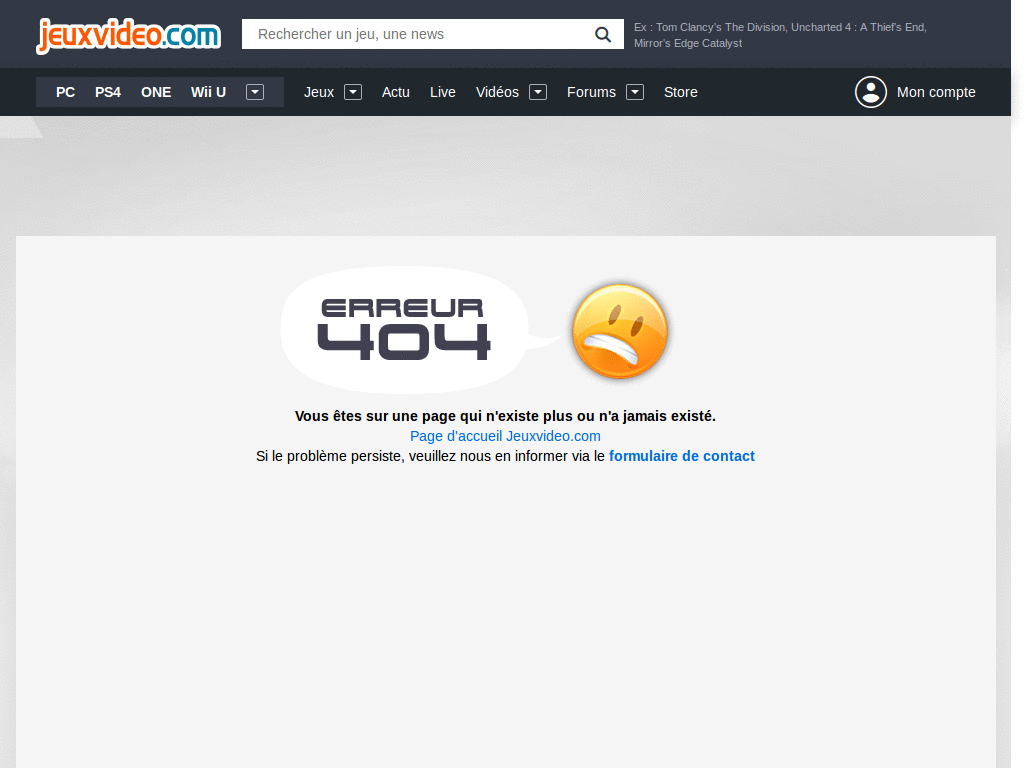 jeuxvideo.com
Rechercher un jeu, une news
Ex : Tom Clancy's The Division, Uncharted 4 : A Thief's End,
Mirror's Edge Catalyst
PC PS4 ONE Wii U Jeux Actu Live Vidéos Forums Store Mon compte
ERREUR
404
Vous êtes sur une page qui n'existe plus ou n'a jamais existé.
Page d'accueil Jeuxvideo.com
Si le problème persiste, veuillez nous en informer via le formulaire de contact